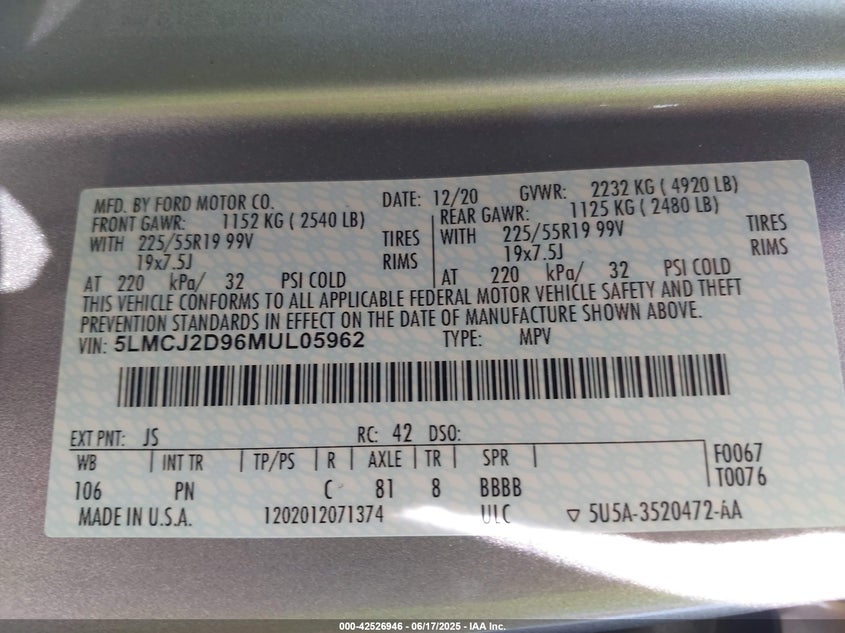 MFD. BY FORD MOTOR CO. DATE: 12/20 GVWR: 2232 KG ( 4920 LB)
FRONT GAWR: 1152 KG ( 2540 LB) REAR GAWR: 1125 KG ( 2480 LB)
WITH 225/55R19 99V TIRES WITH 225/55R19 99V TIRES
19x7.5J RIMS 19x7.5J RIMS
AT 220 kPa/ 32 PSI COLD AT 220 kPa/ 32 PSI COLD
THIS VEHICLE CONFORMS TO ALL APPLICABLE FEDERAL MOTOR VEHICLE SAFETY AND THEFT
PREVENTION STANDARDS IN EFFECT ON THE DATE OF MANUFACTURE SHOWN ABOVE.
VIN: 5LMCJ2D96MUL05962 TYPE: MPV
EXT PNT: JS RC: 42 DSO:
WB INT TR TP/PS R AXLE TR SPR F0067
106 PN C 81 8 BBBB T0076
MADE IN U.S.A. 1202012071374 ULC 5U5A-3520472-AA
000-42526946 - 06/17/2025 - IAA Inc.